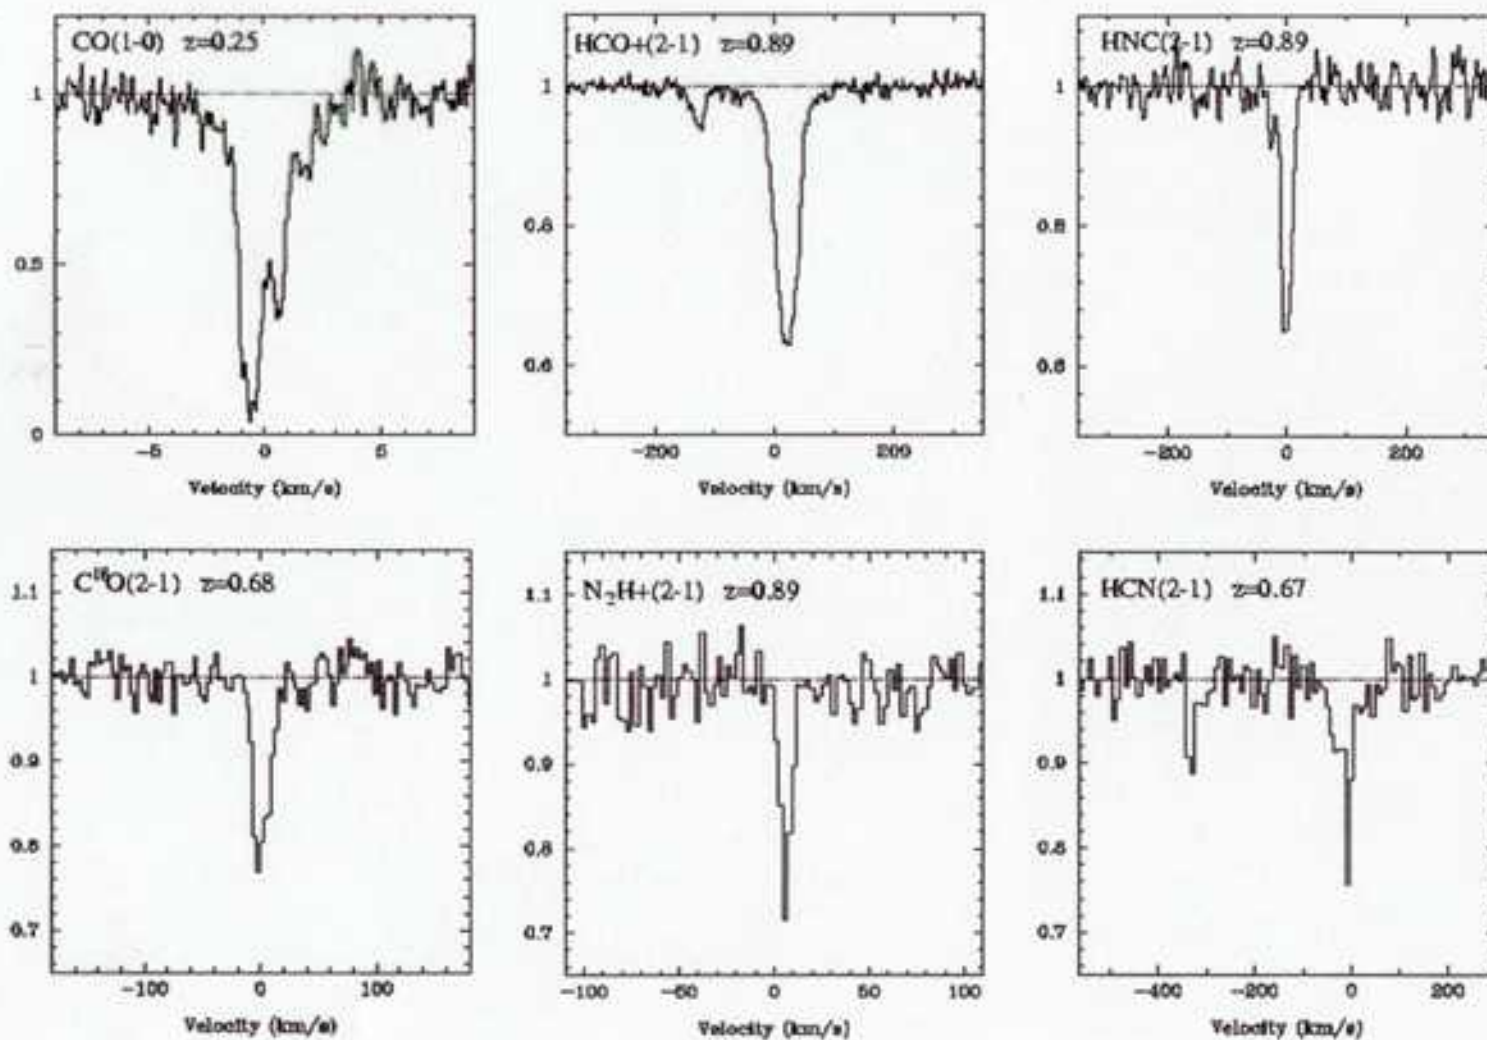 CO(1-0) z=0.25
1
0.5
0
-5 0 5
Velocity (km/s)
HCO+(2-1) z=0.89
1
0.8
0.6
-200 0 200
Velocity (km/s)
HNC(2-1) z=0.89
1
0.8
0.6
-200 0 200
Velocity (km/s)
C¹⁸O(2-1) z=0.68
1.1
1
0.9
0.8
0.7
-100 0 100
Velocity (km/s)
N₂H+(2-1) z=0.89
1.1
1
0.9
0.8
0.7
-100 -50 0 50 100
Velocity (km/s)
HCN(2-1) z=0.67
1.1
1
0.9
0.8
0.7
-400 -200 0 200
Velocity (km/s)